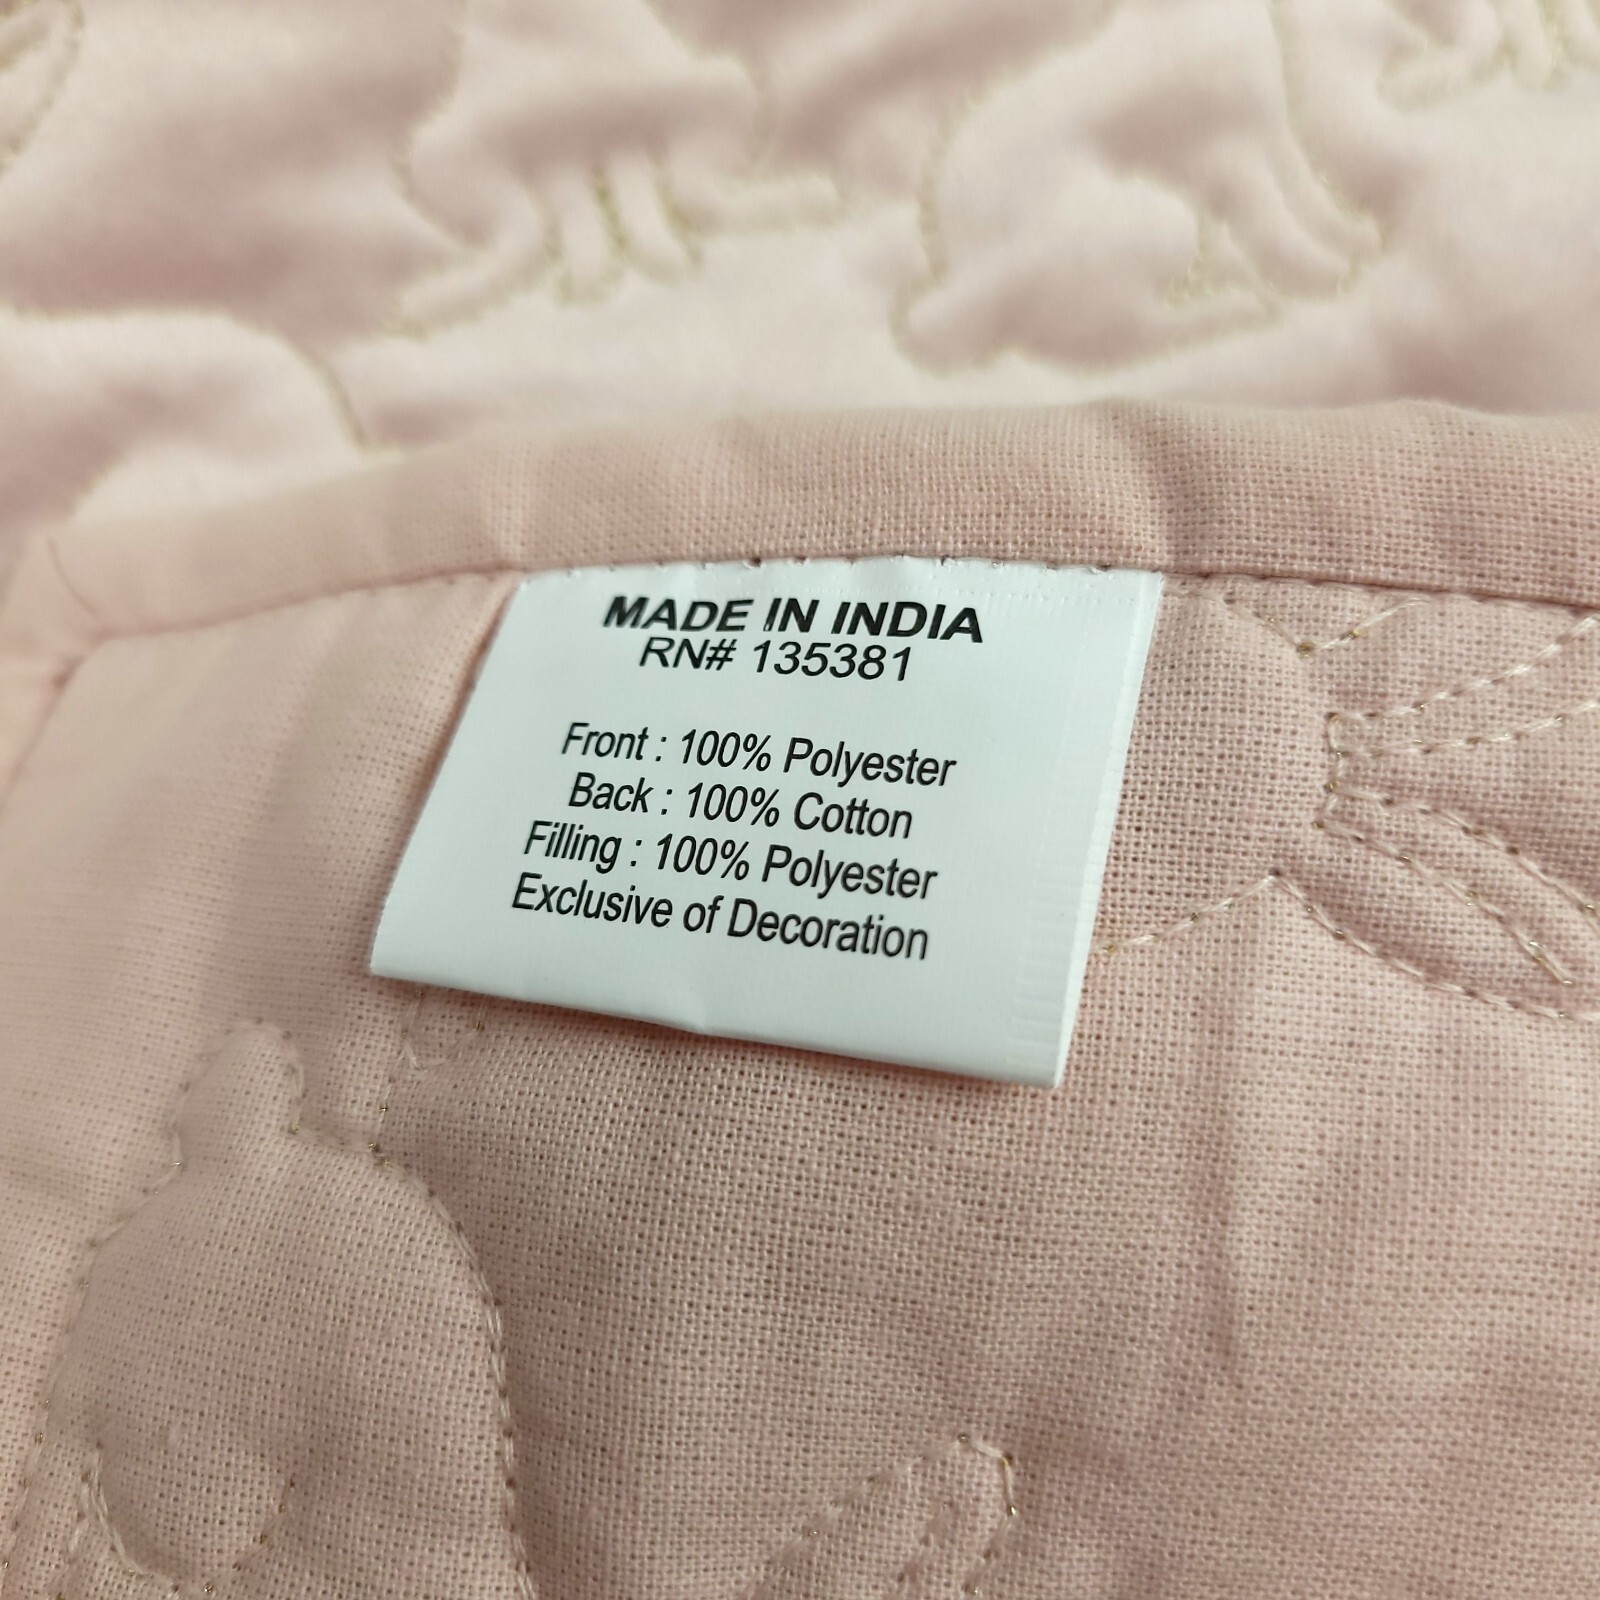 MADE IN INDIA
RN# 135381
Front : 100% Polyester
Back : 100% Cotton
Filling : 100% Polyester
Exclusive of Decoration